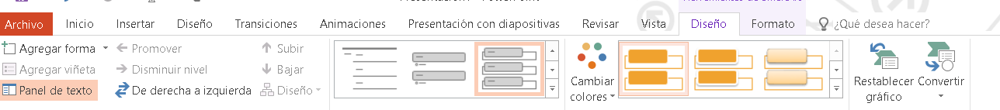 Archivo Inicio Insertar Diseño Transiciones Animaciones Presentación con diapositivas Revisar Vista Diseño Formato ¿Qué desea hacer?
Agregar forma Promover Subir
Agregar viñeta Disminuir nivel Bajar
Panel de texto De derecha a izquierda Diseño
Cambiar colores
Restablecer gráfico
Convertir